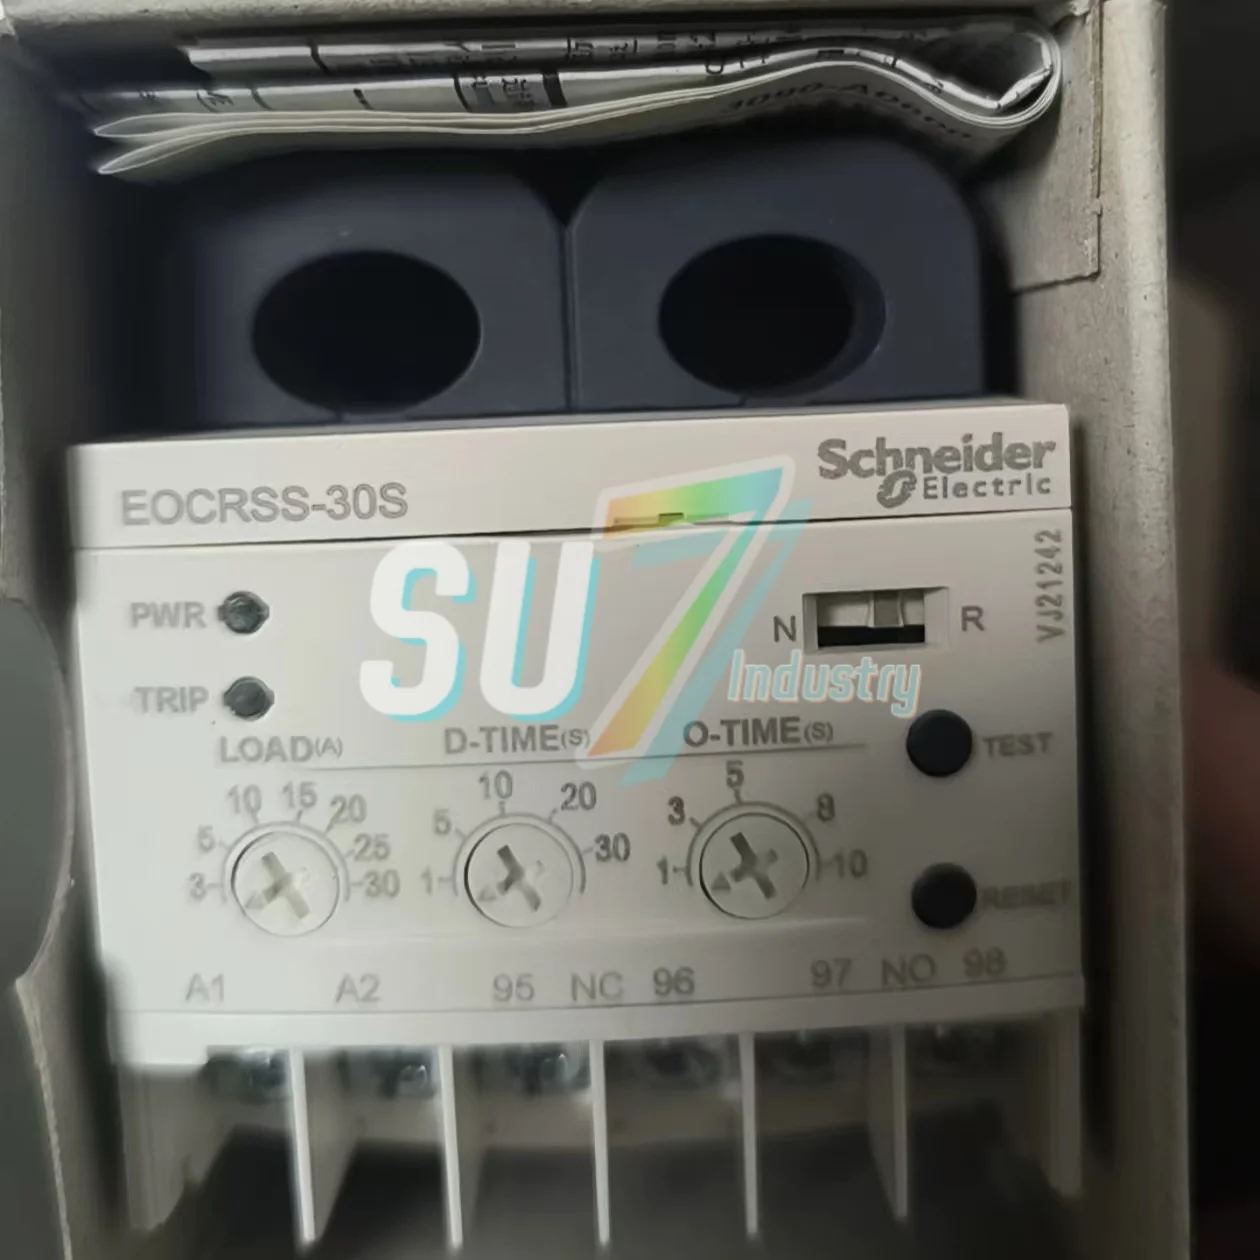 EOCRSS-30S
Schneider
Electric
SU7
Industry
VJ21242
PWR
N R
TRIP
LOAD(A) D-TIME(S) O-TIME(S)
TEST
3 5 10 15 20 25 30
1 5 10 20 30
1 3 5 8 10
RESET
A1 A2 95 NC 96 97 NO 98